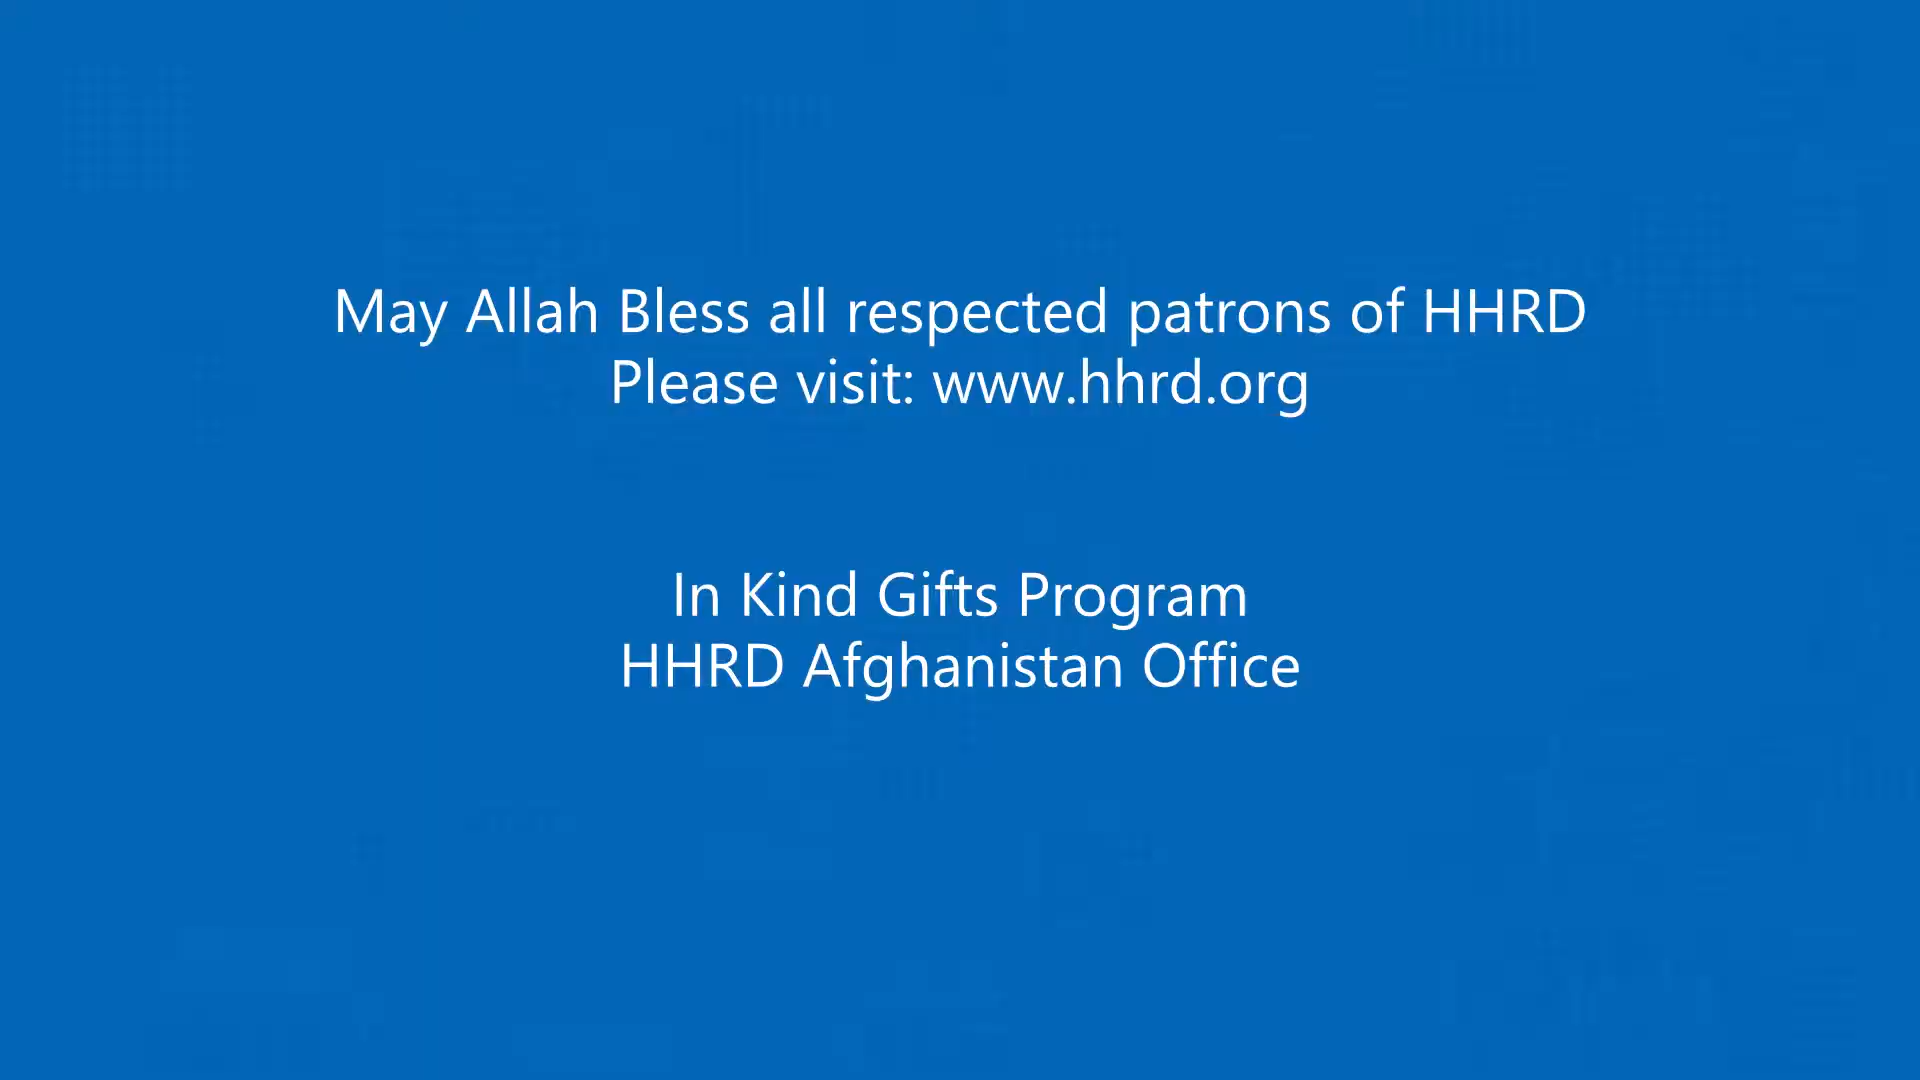 May Allah Bless all respected patrons of HHRD
Please visit: www.hhrd.org
In Kind Gifts Program
HHRD Afghanistan Office